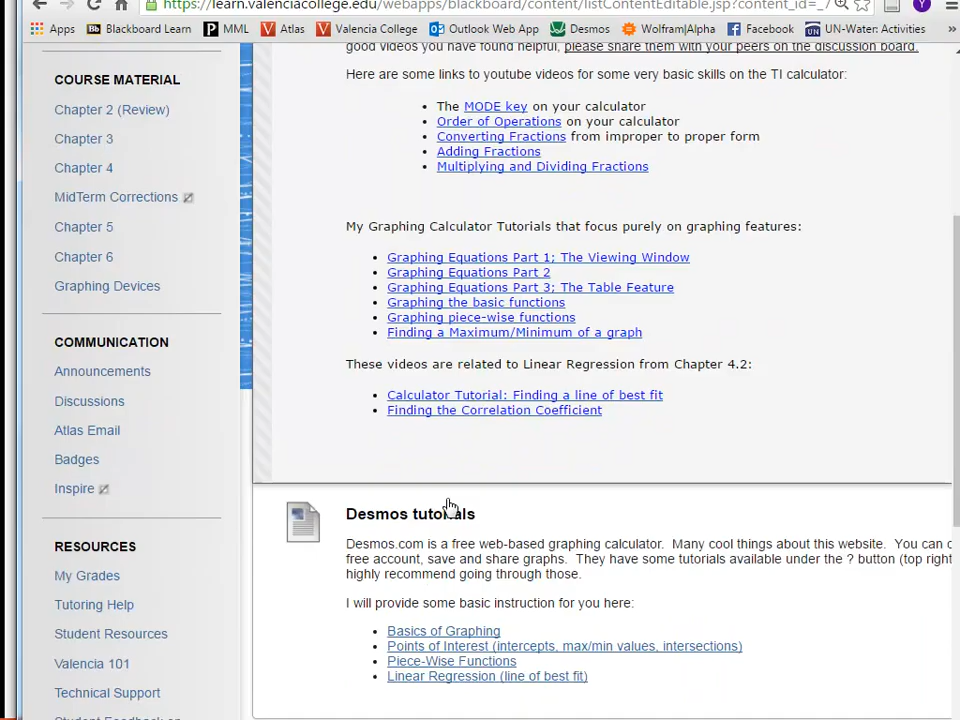 https://learn.valenciacollege.edu/webapps/blackboard/content/listContentEditable.jsp?content_id=_7
Apps Bb Blackboard Learn P MML Atlas Valencia College Outlook Web App Desmos Wolfram|Alpha Facebook UN-Water: Activities »
good videos you have found helpful, please share them with your peers on the discussion board.
Here are some links to youtube videos for some very basic skills on the TI calculator:
• The MODE key on your calculator
• Order of Operations on your calculator
• Converting Fractions from improper to proper form
• Adding Fractions
• Multiplying and Dividing Fractions
My Graphing Calculator Tutorials that focus purely on graphing features:
• Graphing Equations Part 1; The Viewing Window
• Graphing Equations Part 2
• Graphing Equations Part 3; The Table Feature
• Graphing the basic functions
• Graphing piece-wise functions
• Finding a Maximum/Minimum of a graph
These videos are related to Linear Regression from Chapter 4.2:
• Calculator Tutorial: Finding a line of best fit
• Finding the Correlation Coefficient
Desmos tutorials
Desmos.com is a free web-based graphing calculator. Many cool things about this website. You can c
free account, save and share graphs. They have some tutorials available under the ? button (top right
highly recommend going through those.
I will provide some basic instruction for you here:
• Basics of Graphing
• Points of Interest (intercepts, max/min values, intersections)
• Piece-Wise Functions
• Linear Regression (line of best fit)
COURSE MATERIAL
Chapter 2 (Review)
Chapter 3
Chapter 4
MidTerm Corrections
Chapter 5
Chapter 6
Graphing Devices
COMMUNICATION
Announcements
Discussions
Atlas Email
Badges
Inspire
RESOURCES
My Grades
Tutoring Help
Student Resources
Valencia 101
Technical Support
Student Feedback on